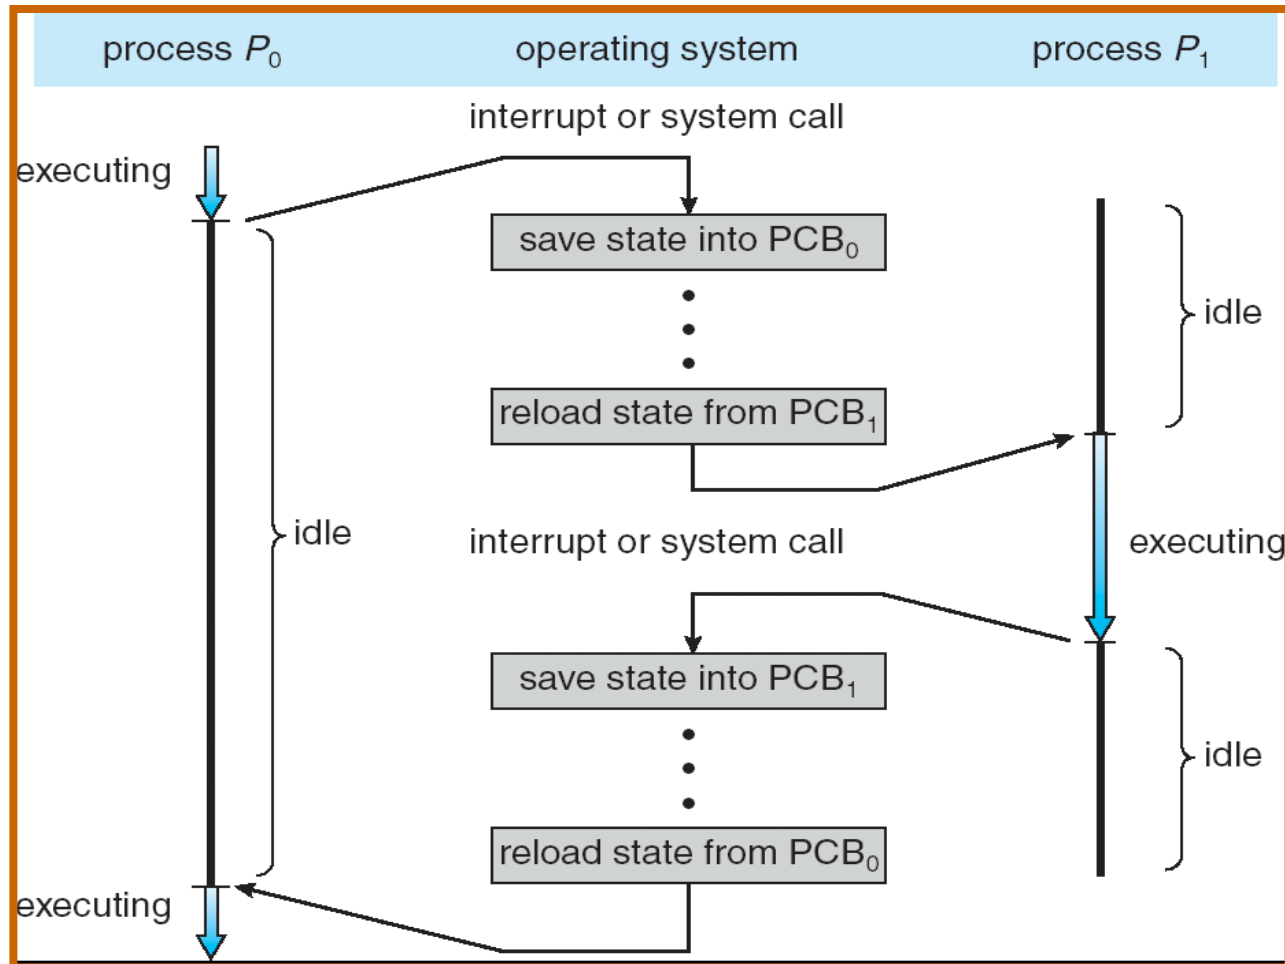 process P₀ operating system process P₁
interrupt or system call
executing
save state into PCB₀
idle
reload state from PCB₁
idle
interrupt or system call
executing
save state into PCB₁
idle
reload state from PCB₀
executing